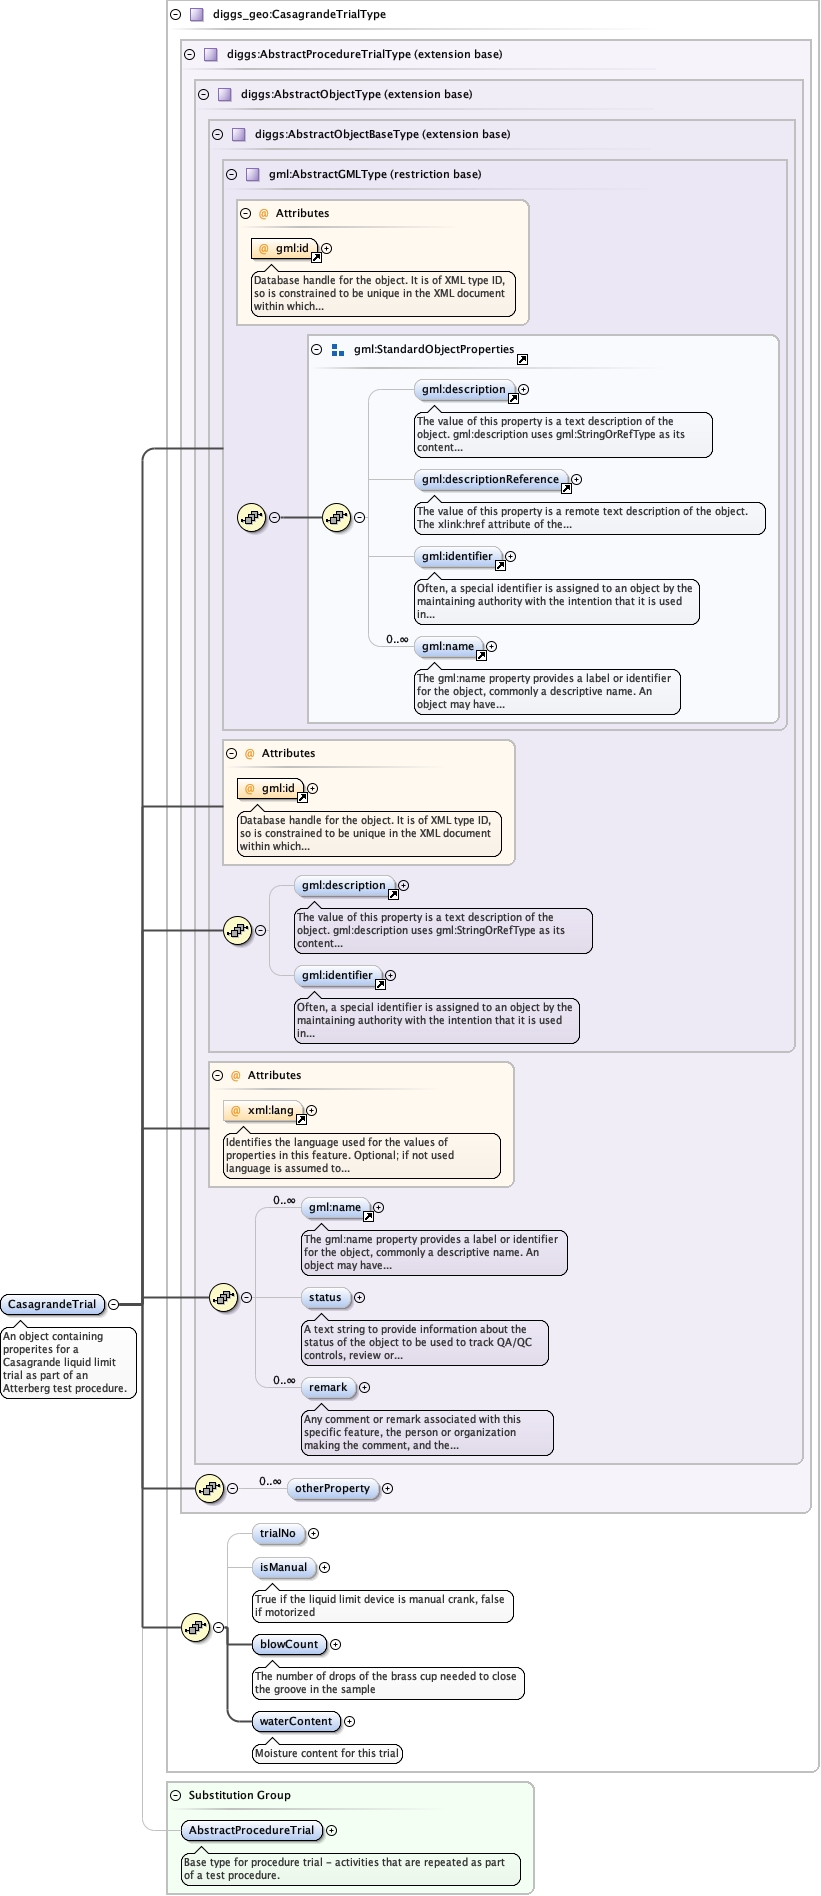 diggs_geo:CasagrandeTrialType
diggs:AbstractProcedureTrialType (extension base)
diggs:AbstractObjectType (extension base)
diggs:AbstractObjectBaseType (extension base)
gml:AbstractGMLType (restriction base)
@ Attributes
@ gml:id
Database handle for the object. It is of XML type ID,
so is constrained to be unique in the XML document
within which...
gml:StandardObjectProperties
gml:description
The value of this property is a text description of the
object. gml:description uses gml:StringOrRefType as its
content...
gml:descriptionReference
The value of this property is a remote text description of the object.
The xlink:href attribute of the...
gml:identifier
Often, a special identifier is assigned to an object by the
maintaining authority with the intention that it is used
in...
0..∞
gml:name
The gml:name property provides a label or identifier
for the object, commonly a descriptive name. An
object may have...
@ Attributes
@ gml:id
Database handle for the object. It is of XML type ID,
so is constrained to be unique in the XML document
within which...
gml:description
The value of this property is a text description of the
object. gml:description uses gml:StringOrRefType as its
content...
gml:identifier
Often, a special identifier is assigned to an object by the
maintaining authority with the intention that it is used
in...
@ Attributes
@ xml:lang
Identifies the language used for the values of
properties in this feature. Optional; if not used
language is assumed to...
0..∞
gml:name
The gml:name property provides a label or identifier
for the object, commonly a descriptive name. An
object may have...
status
A text string to provide information about the
status of the object to be used to track QA/QC
controls, review or...
0..∞
remark
Any comment or remark associated with this
specific feature, the person or organization
making the comment, and the...
CasagrandeTrial
An object containing
properites for a
Casagrande liquid limit
trial as part of an
Atterberg test procedure.
0..∞
otherProperty
trialNo
isManual
True if the liquid limit device is manual crank, false
if motorized
blowCount
The number of drops of the brass cup needed to close
the groove in the sample
waterContent
Moisture content for this trial
Substitution Group
AbstractProcedureTrial
Base type for procedure trial - activities that are repeated as part
of a test procedure.